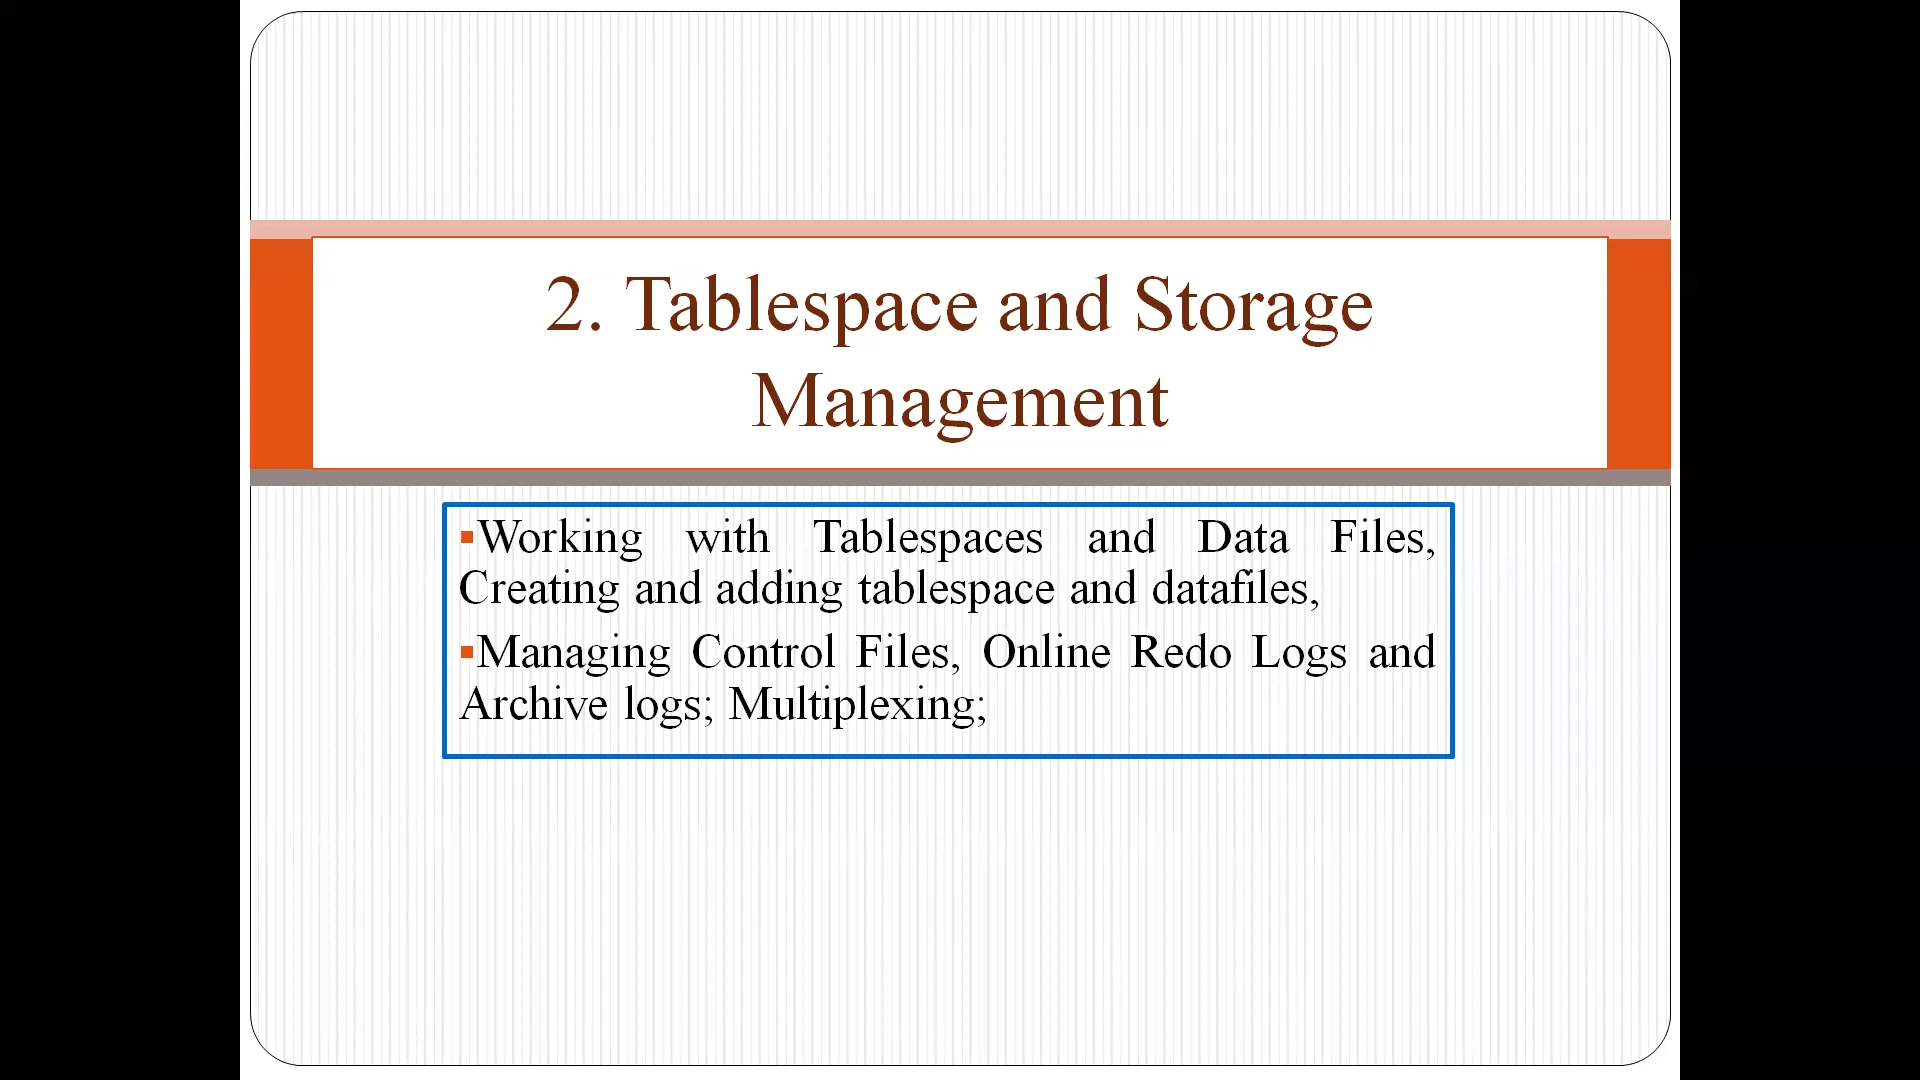 2. Tablespace and Storage
Management
▪Working with Tablespaces and Data Files,
Creating and adding tablespace and datafiles,
▪Managing Control Files, Online Redo Logs and
Archive logs; Multiplexing;